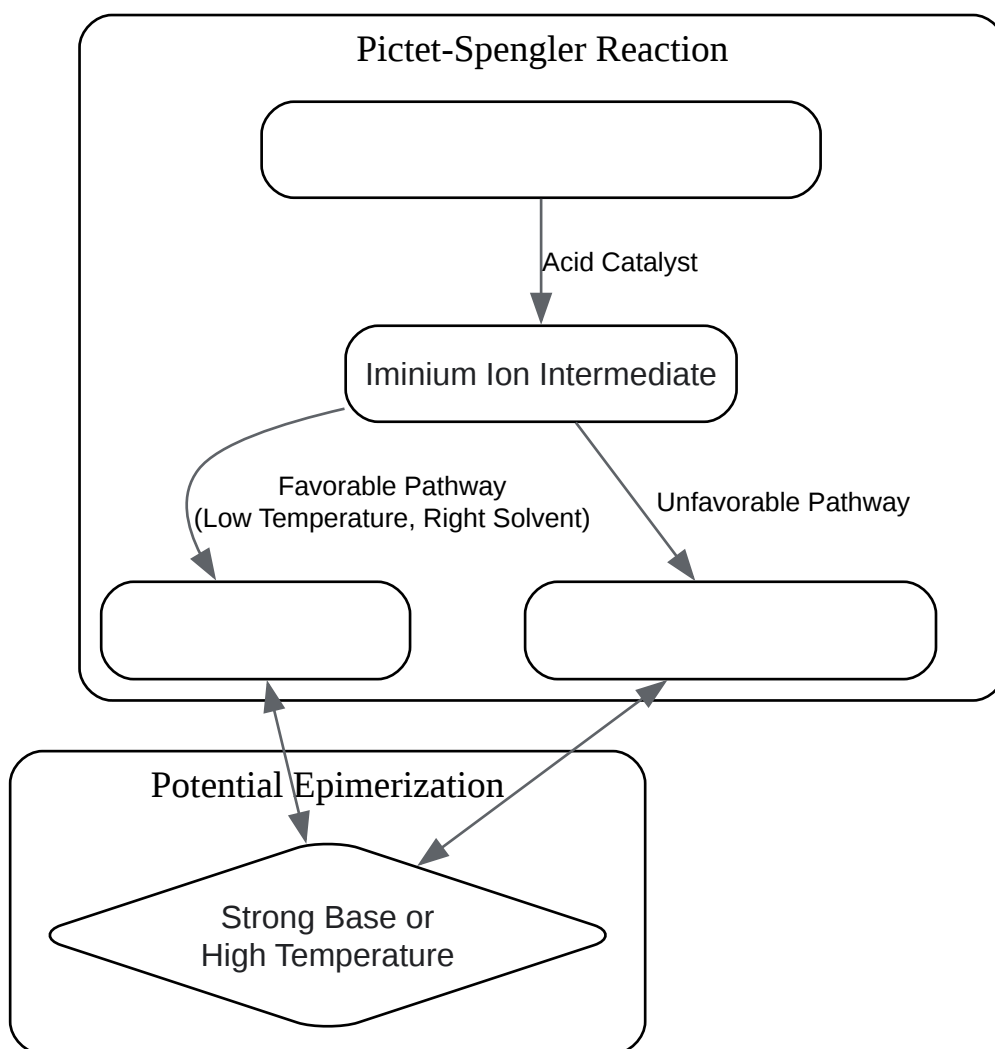 Pictet-Spengler Reaction
Acid Catalyst
Iminium Ion Intermediate
Favorable Pathway
(Low Temperature, Right Solvent)
Unfavorable Pathway
Potential Epimerization
Strong Base or
High Temperature